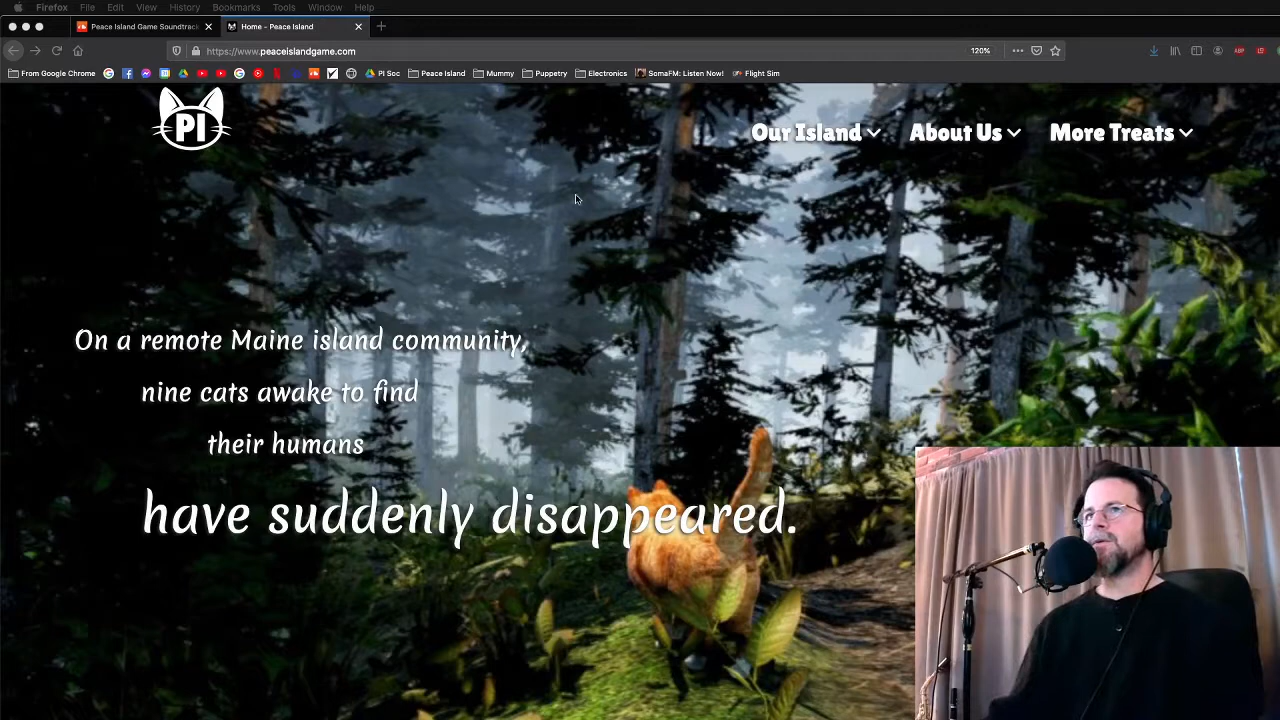 Firefox File Edit View History Bookmarks Tools Window Help
Peace Island Game Soundtrack
Home - Peace Island
https://www.peaceislandgame.com
120%
ABP
From Google Chrome
PI Soc
Peace Island
Mummy
Puppetry
Electronics
SomaFM: Listen Now!
Flight Sim
PI
Our Island
About Us
More Treats
On a remote Maine island community,
nine cats awake to find
their humans
have suddenly disappeared.